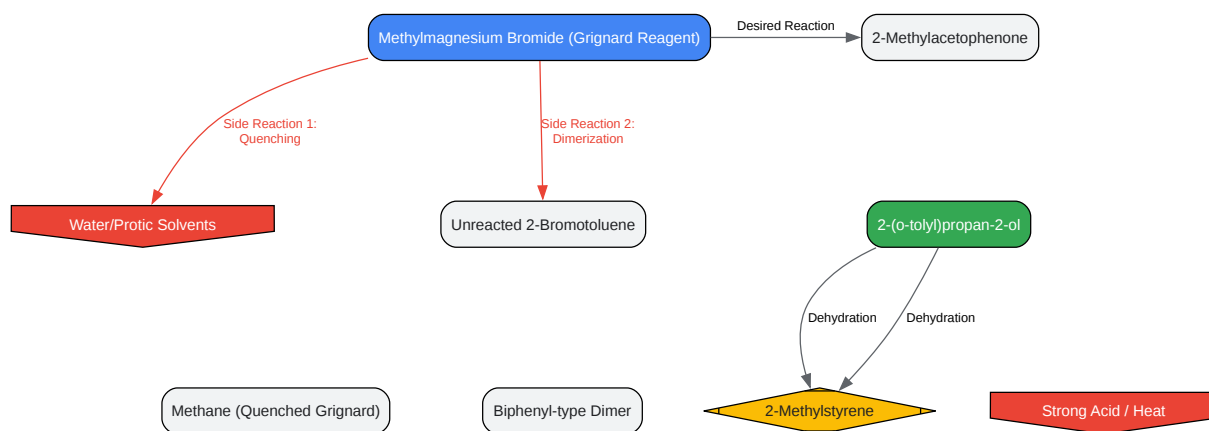 Desired Reaction
Methylmagnesium Bromide (Grignard Reagent)
2-Methylacetophenone
Side Reaction 1:
Quenching
Side Reaction 2:
Dimerization
Water/Protic Solvents
Unreacted 2-Bromotoluene
2-(o-tolyl)propan-2-ol
Dehydration
Dehydration
Methane (Quenched Grignard)
Biphenyl-type Dimer
2-Methylstyrene
Strong Acid / Heat